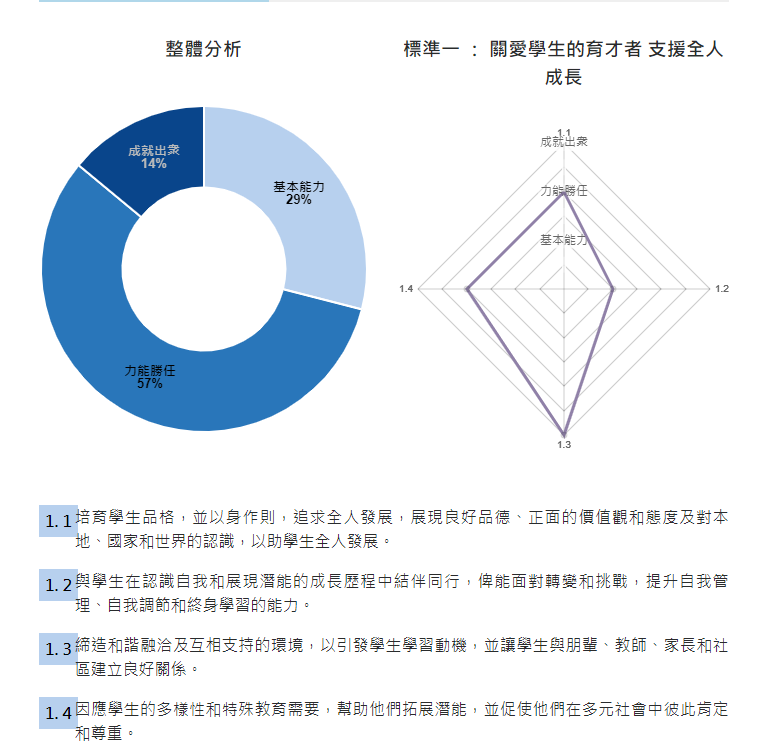 整體分析
標準一 ： 關愛學生的育才者 支援全人
成長
成就出眾
14%
基本能力
29%
力能勝任
57%
1.1
成就出眾
力能勝任
基本能力
1.4
1.2
1.3
1.1 培育學生品格，並以身作則，追求全人發展，展現良好品德、正面的價值觀和態度及對本
地、國家和世界的認識，以助學生全人發展。
1.2 與學生在認識自我和展現潛能的成長歷程中結伴同行，俾能面對轉變和挑戰，提升自我管
理、自我調節和終身學習的能力。
1.3 締造和諧融洽及互相支持的環境，以引發學生學習動機，並讓學生與朋輩、教師、家長和社
區建立良好關係。
1.4 因應學生的多樣性和特殊教育需要，幫助他們拓展潛能，並促使他們在多元社會中彼此肯定
和尊重。